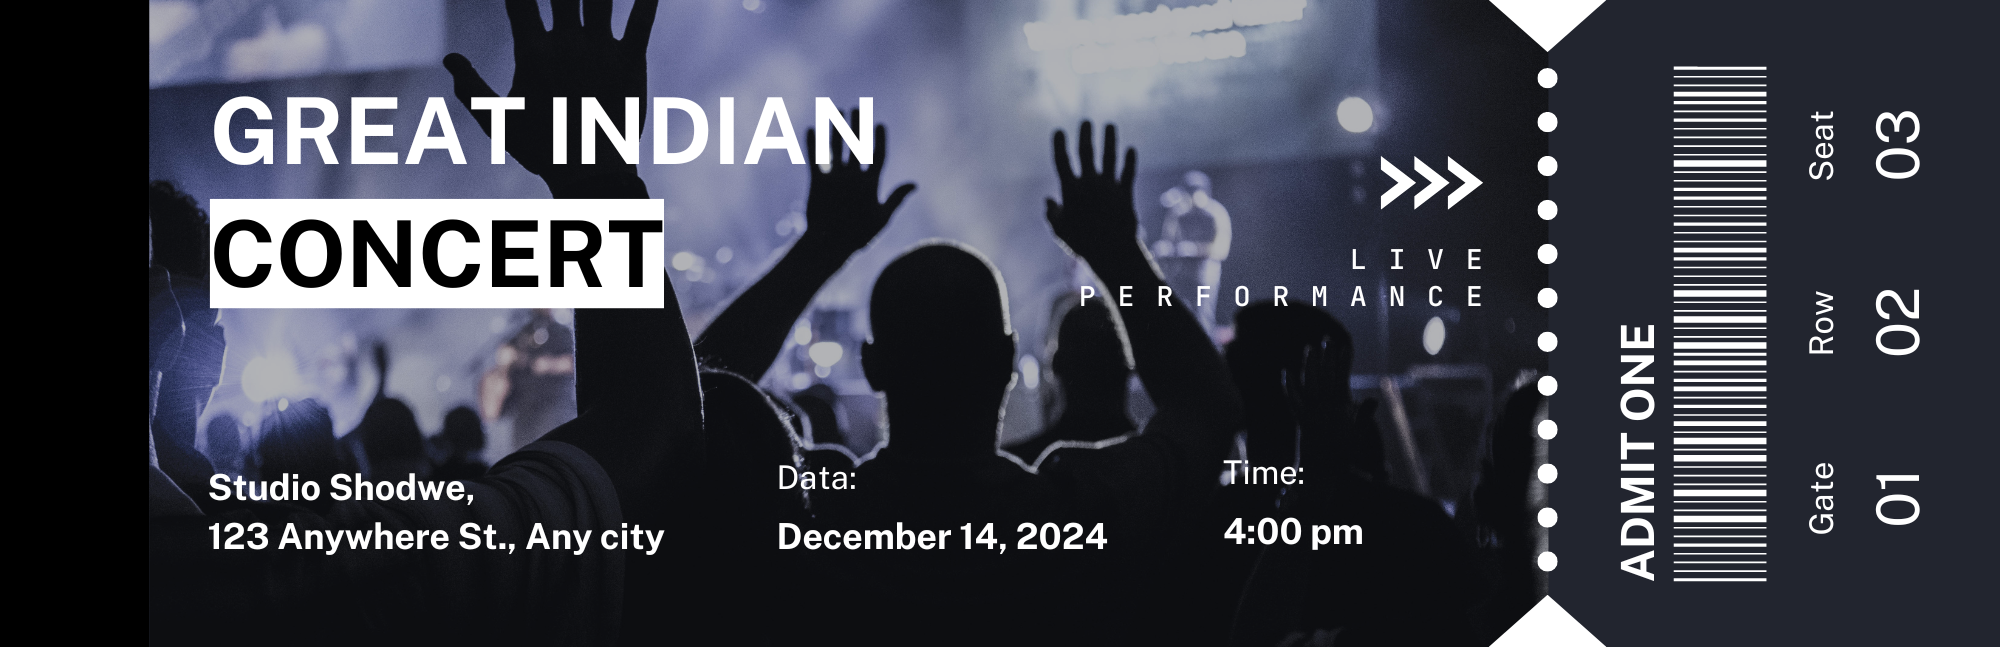 GREAT INDIAN
CONCERT
LIVE
PERFORMANCE
Studio Shodwe,
123 Anywhere St., Any city
Data:
December 14, 2024
Time:
4:00 pm
ADMIT ONE
Seat
03
Row
02
Gate
01